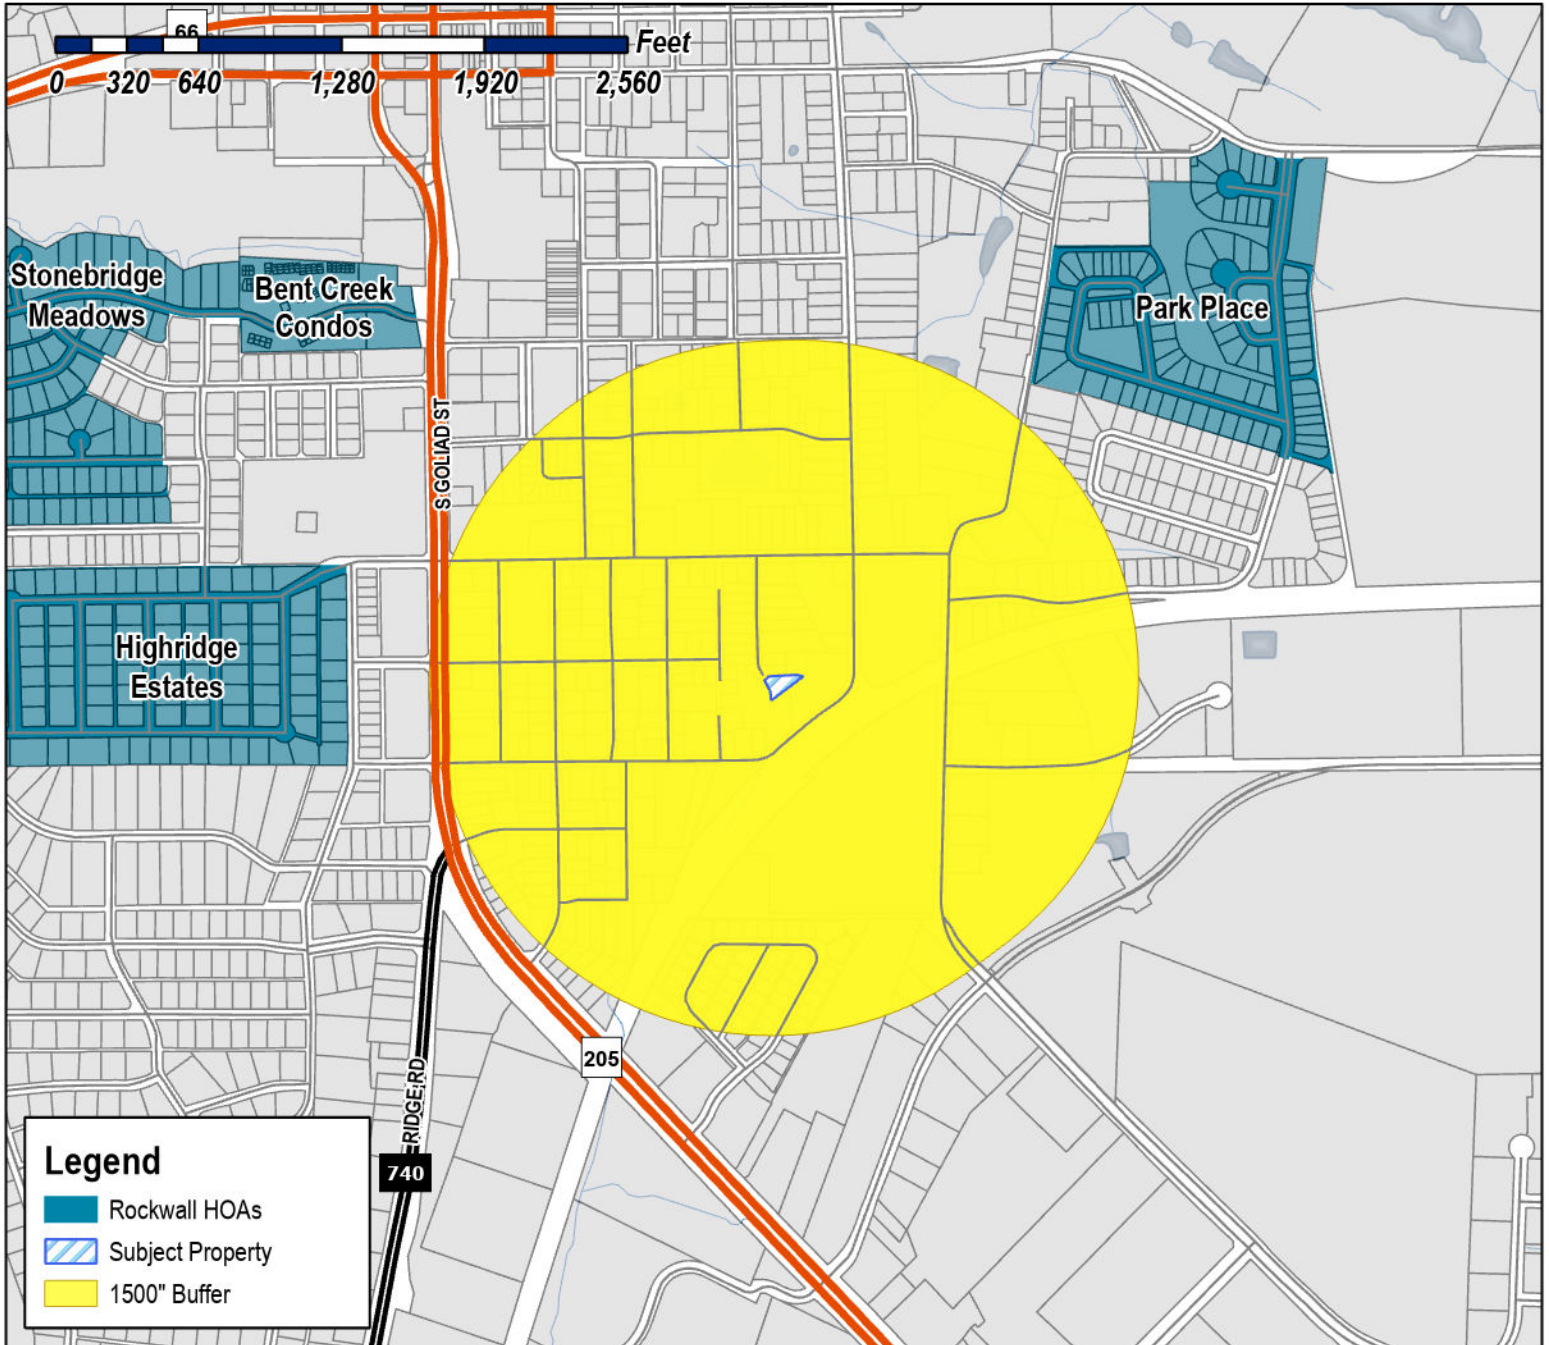 66
Feet
0 320 640 1,280 1,920 2,560
Stonebridge
Meadows
Bent Creek
Condos
Park Place
S GOLIAD ST
Highridge
Estates
205
RIDGE RD
740
Legend
Rockwall HOAs
Subject Property
1500" Buffer